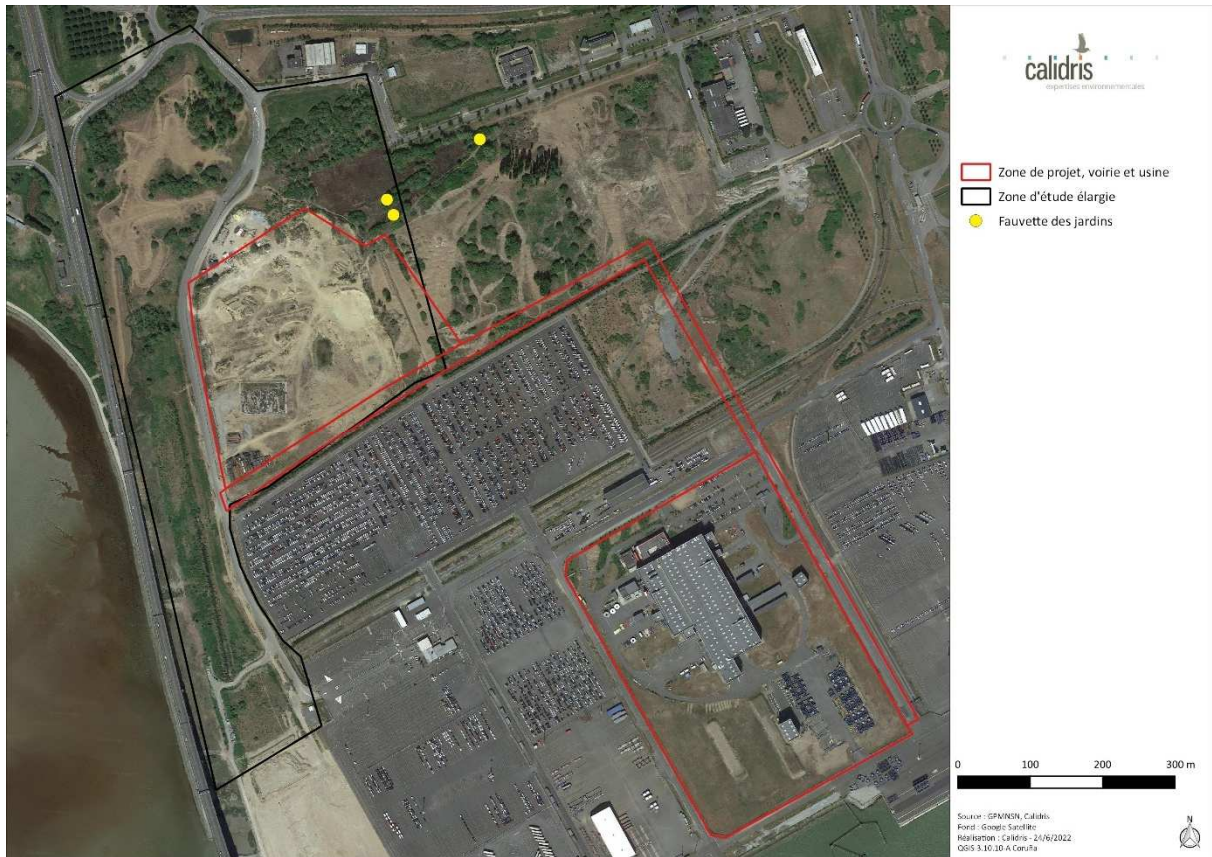 calidris
expertises environnementales
Zone de projet, voirie et usine
Zone d'étude élargie
Fauvette des jardins
0 100 200 300 m
Source : GPMNSN, Calidris
Fond : Google Satellite
Réalisation : Calidris - 24/6/2022
QGIS 3.10.10-A Coruña
N